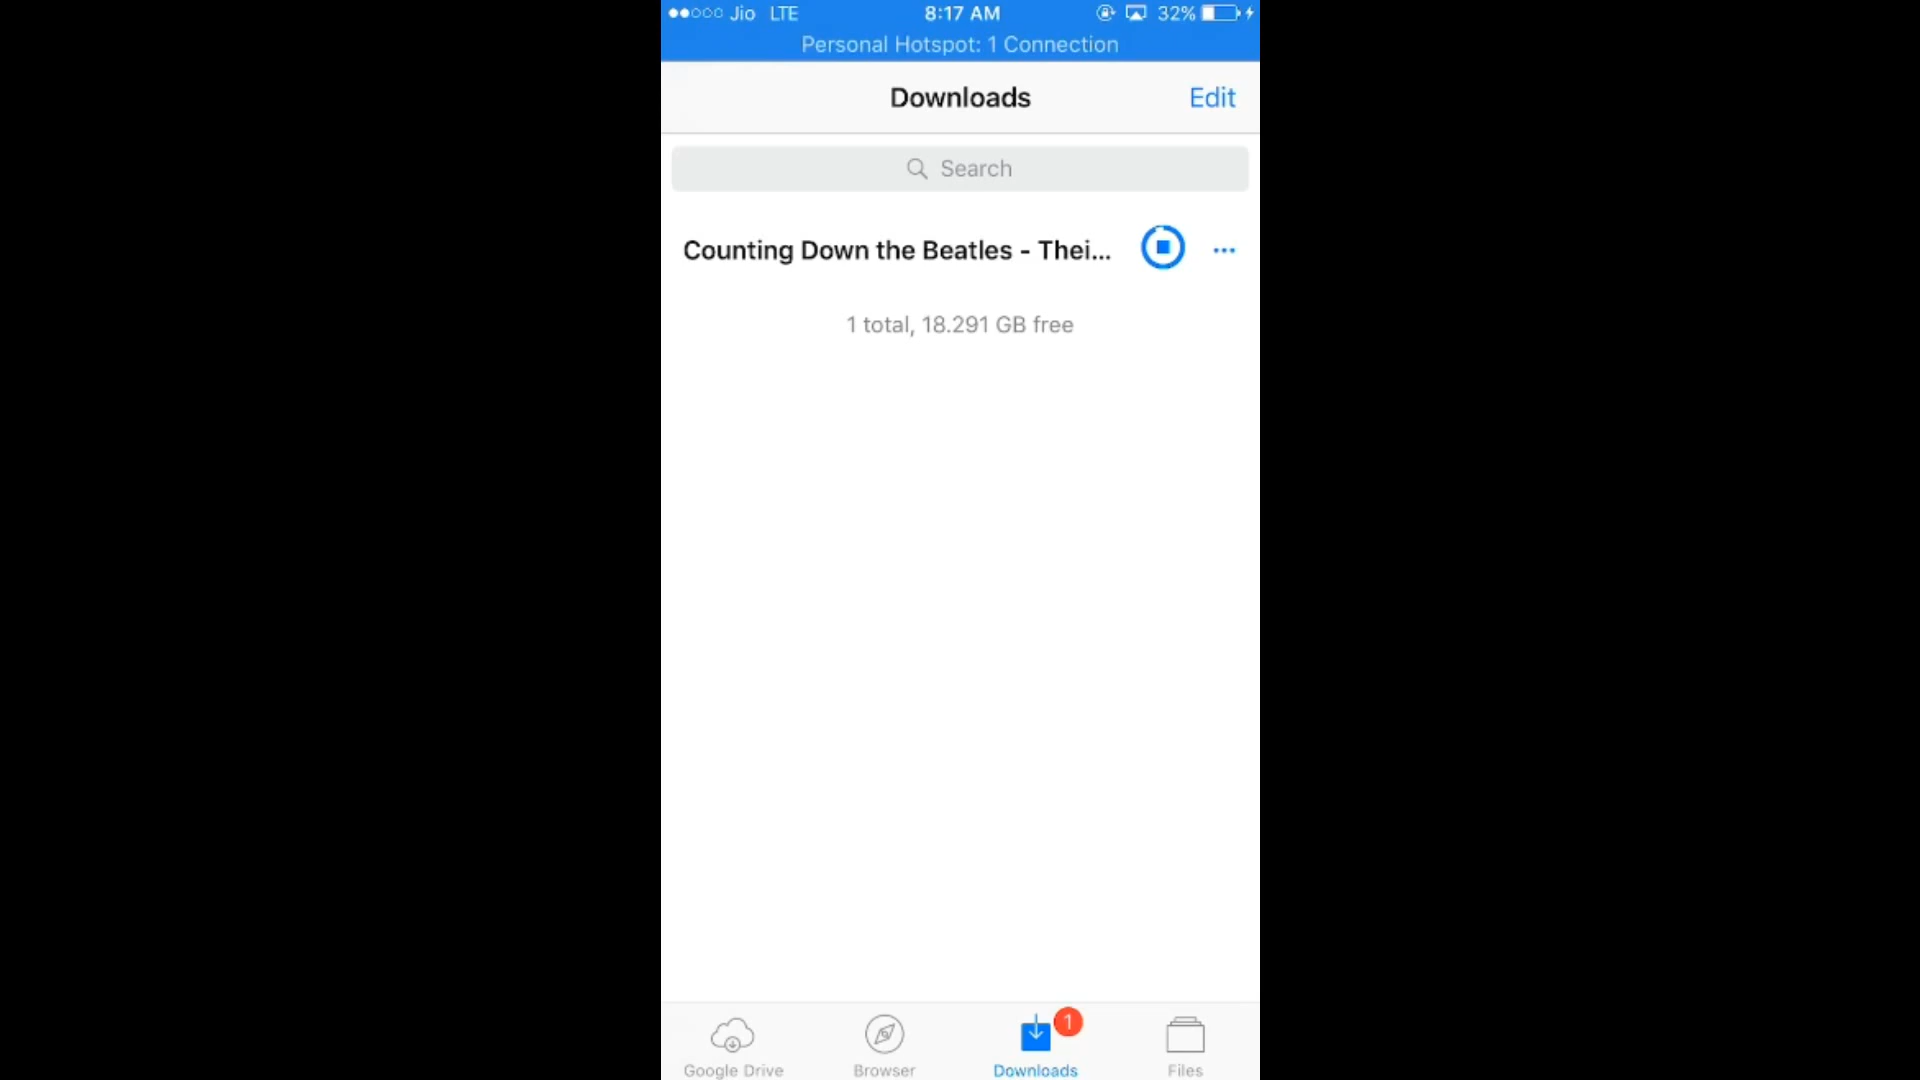 Jio LTE 8:17 AM 32%
Personal Hotspot: 1 Connection
Downloads Edit
Search
Counting Down the Beatles - Thei...
1 total, 18.291 GB free
1
Google Drive Browser Downloads Files